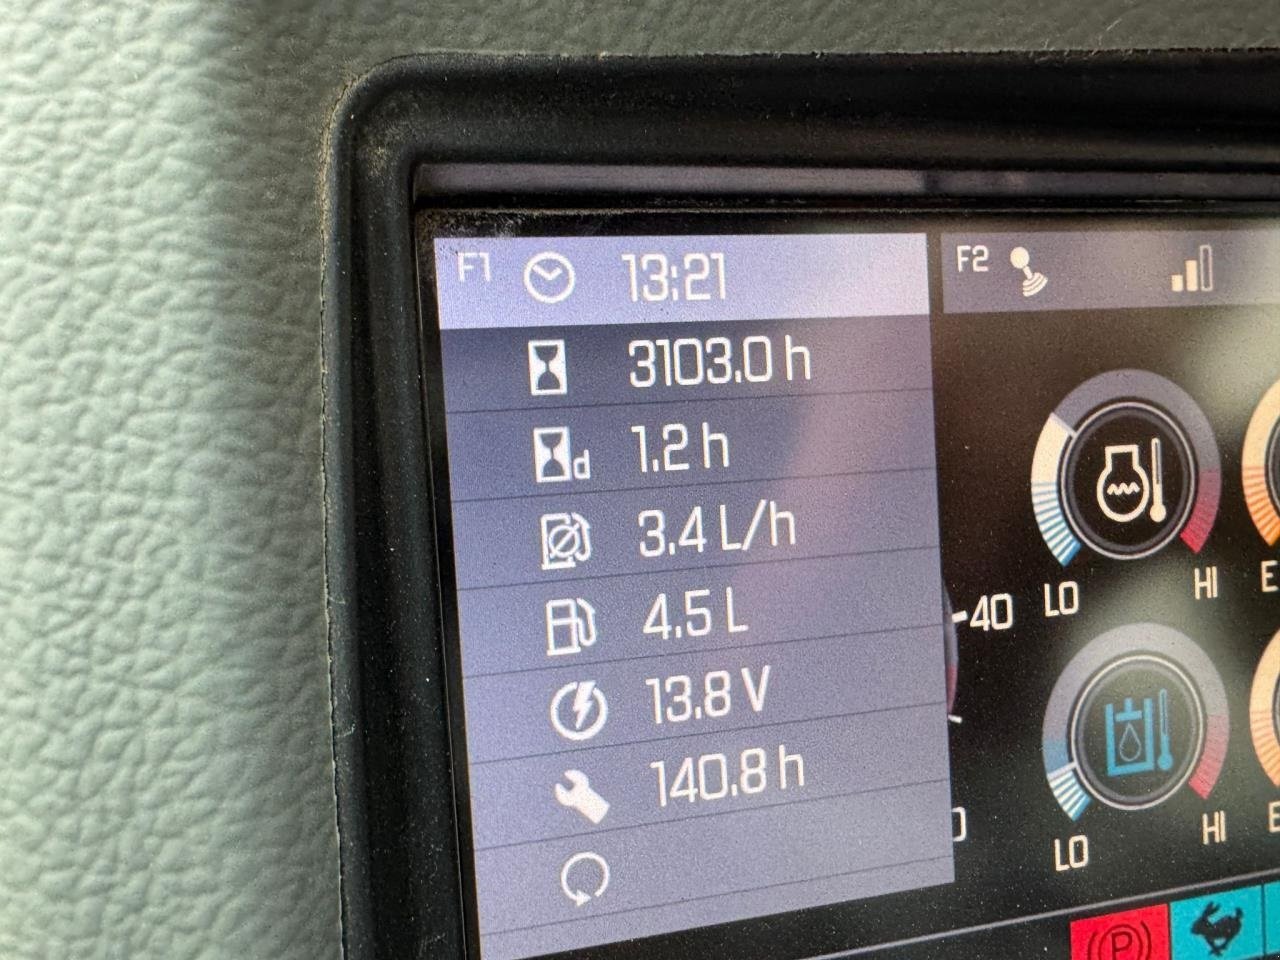 F1 13:21
F2
3103.0 h
d 1.2 h
3.4 L/h
4.5 L
13.8 V
140.8 h
40
LO HI E
LO HI E
P